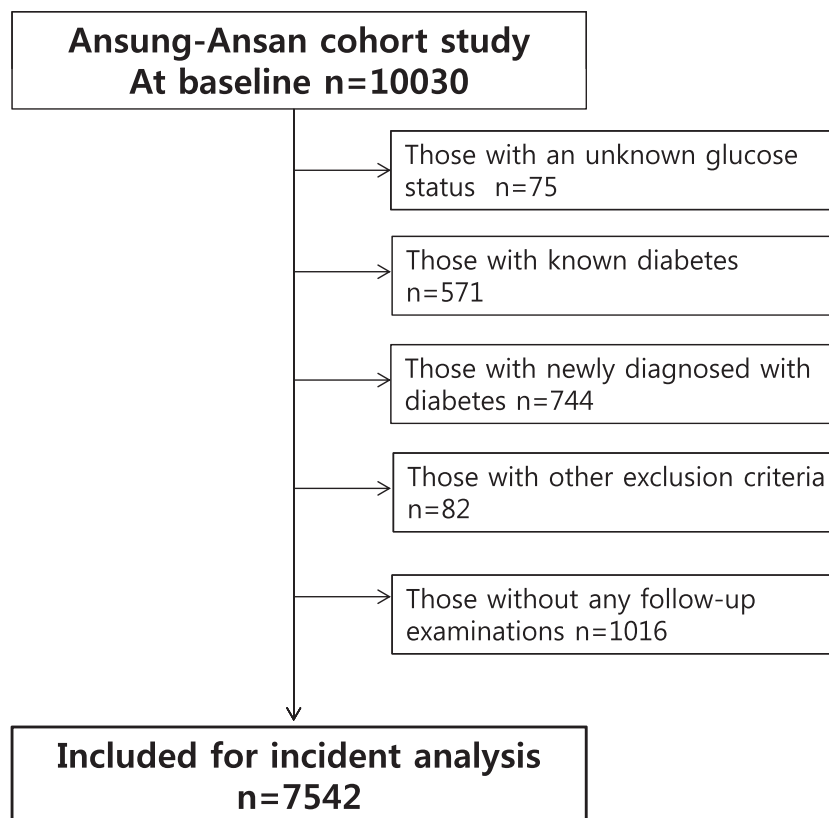 Ansung-Ansan cohort study
At baseline n=10030
Those with an unknown glucose
status n=75
Those with known diabetes
n=571
Those with newly diagnosed with
diabetes n=744
Those with other exclusion criteria
n=82
Those without any follow-up
examinations n=1016
Included for incident analysis
n=7542